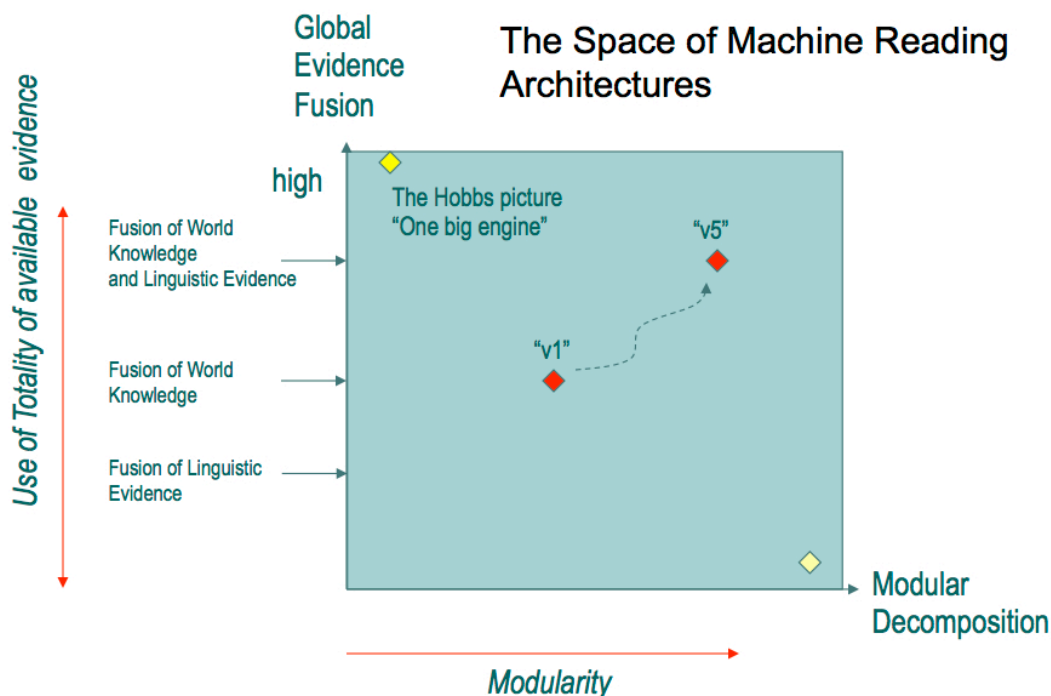 The Space of Machine Reading
Architectures
Global
Evidence
Fusion
high
Use of Totality of available evidence
The Hobbs picture
“One big engine”
Fusion of World
Knowledge
and Linguistic Evidence
“v5”
“v1”
Fusion of World
Knowledge
Fusion of Linguistic
Evidence
Modular
Decomposition
Modularity